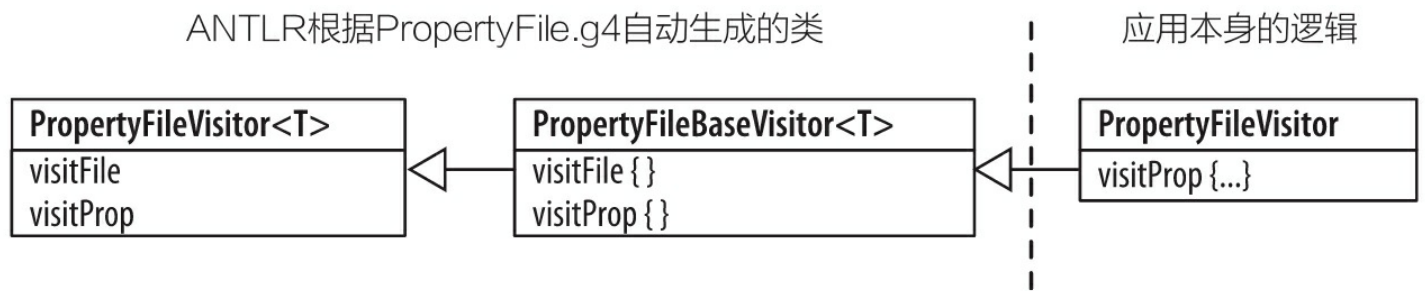 ANTLR根据PropertyFile.g4自动生成的类
应用本身的逻辑
PropertyFileVisitor<T>
visitFile
visitProp
PropertyFileBaseVisitor<T>
visitFile { }
visitProp { }
PropertyFileVisitor
visitProp {...}